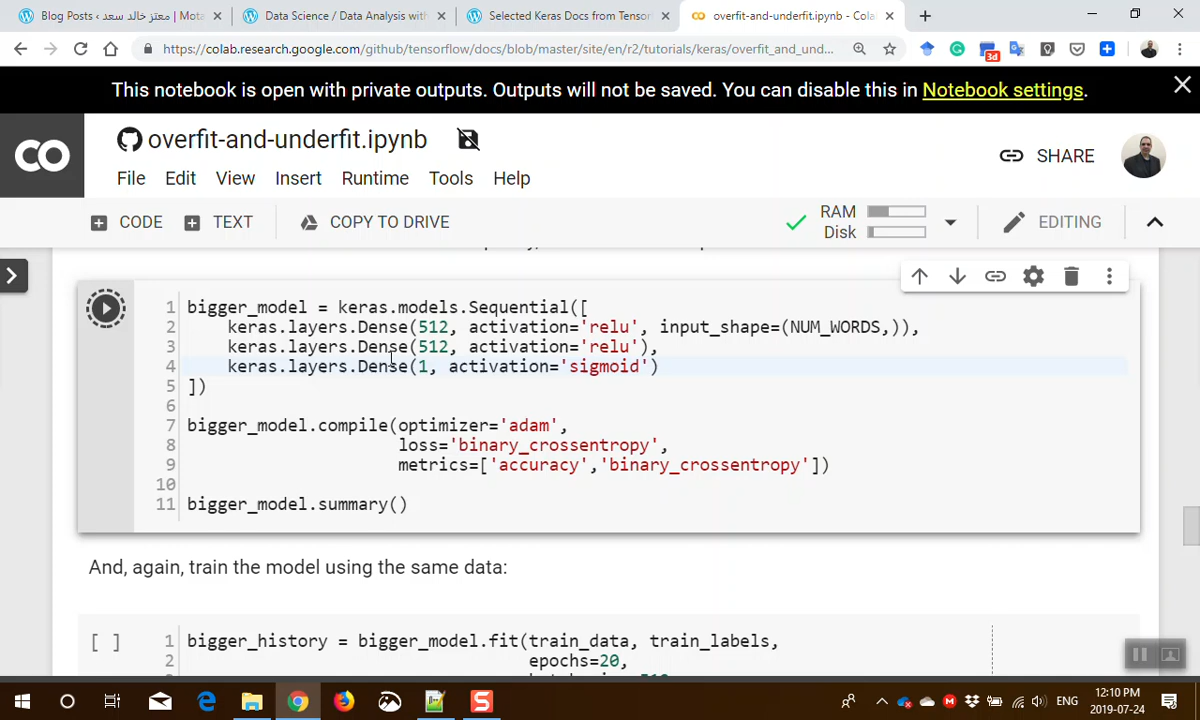 Blog Posts ‹ معتز خالد سعد | Mota
Data Science / Data Analysis with
Selected Keras Docs from Tensor
overfit-and-underfit.ipynb - Cola
https://colab.research.google.com/github/tensorflow/docs/blob/master/site/en/r2/tutorials/keras/overfit_and_und...
3d
This notebook is open with private outputs. Outputs will not be saved. You can disable this in Notebook settings.
CO
overfit-and-underfit.ipynb
SHARE
File Edit View Insert Runtime Tools Help
CODE TEXT COPY TO DRIVE
RAM
Disk
EDITING
1 bigger_model = keras.models.Sequential([
2 keras.layers.Dense(512, activation='relu', input_shape=(NUM_WORDS,)),
3 keras.layers.Dense(512, activation='relu'),
4 keras.layers.Dense(1, activation='sigmoid')
5 ])
6
7 bigger_model.compile(optimizer='adam',
8 loss='binary_crossentropy',
9 metrics=['accuracy','binary_crossentropy'])
10
11 bigger_model.summary()
And, again, train the model using the same data:
[ ] 1 bigger_history = bigger_model.fit(train_data, train_labels,
2 epochs=20,
ENG
12:10 PM
2019-07-24